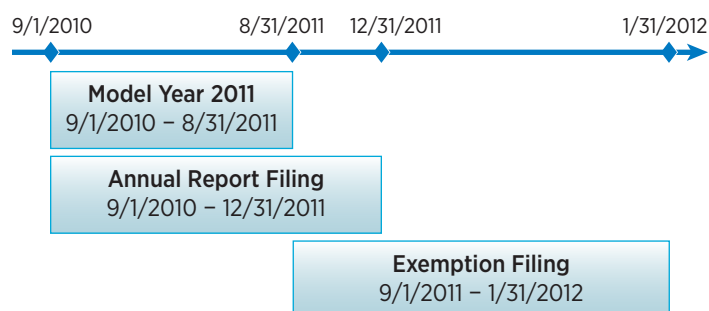 9/1/2010 8/31/2011 12/31/2011 1/31/2012
Model Year 2011
9/1/2010 – 8/31/2011
Annual Report Filing
9/1/2010 – 12/31/2011
Exemption Filing
9/1/2011 – 1/31/2012